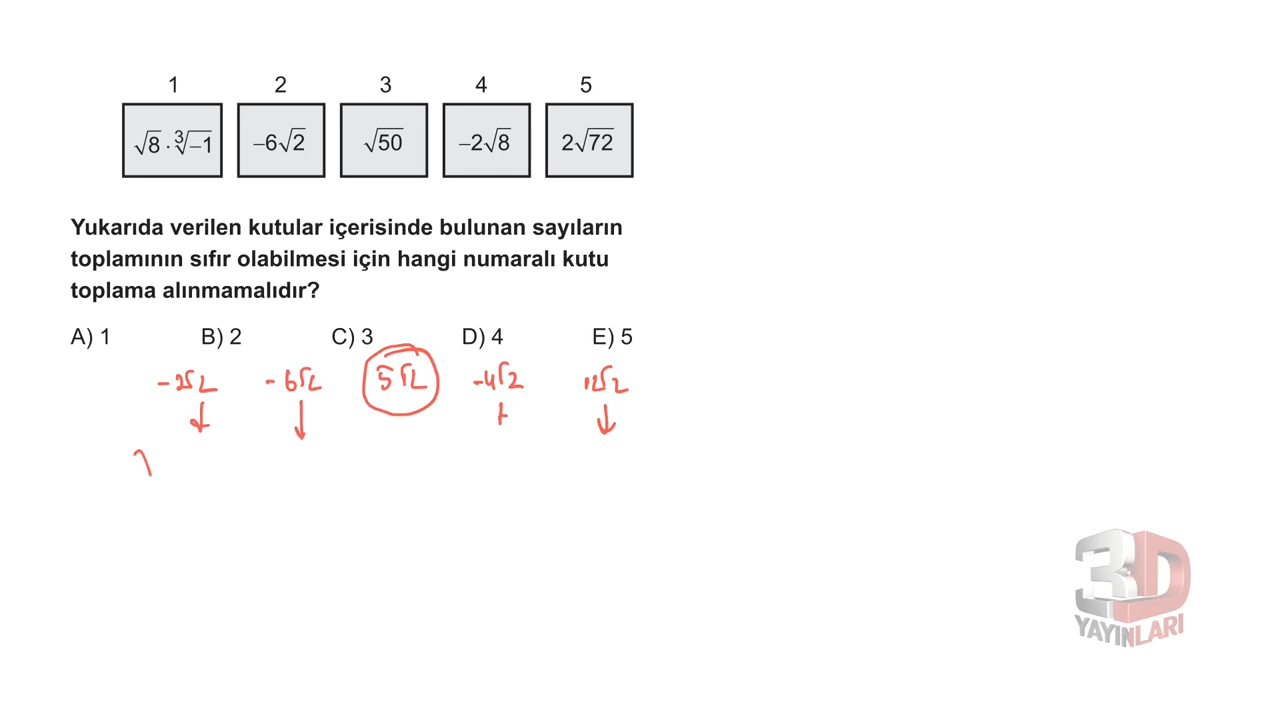 1 2 3 4 5
√8 · ∛−1 −6√2 √50 −2√8 2√72
Yukarıda verilen kutular içerisinde bulunan sayıların
toplamının sıfır olabilmesi için hangi numaralı kutu
toplama alınmamalıdır?
A) 1 B) 2 C) 3 D) 4 E) 5
-2√2 -6√2 5√2 -4√2 12√2
3D
YAYINLARI